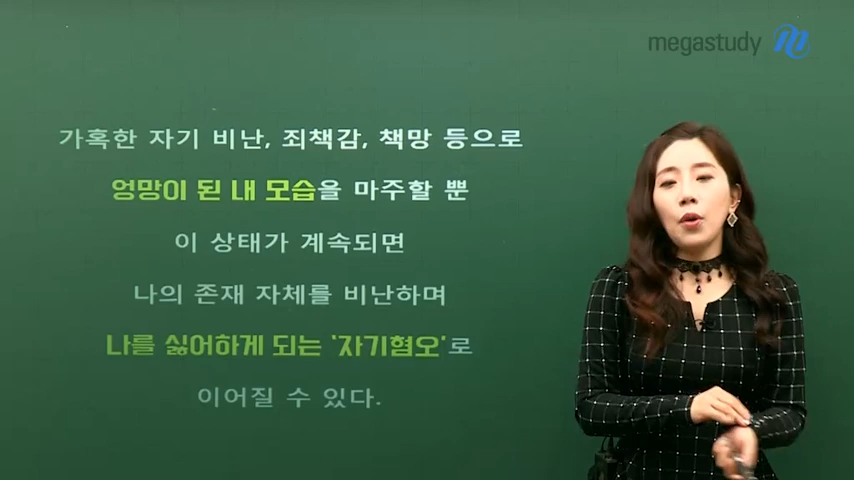 megastudy
가혹한 자기 비난, 죄책감, 책망 등으로
엉망이 된 내 모습을 마주할 뿐
이 상태가 계속되면
나의 존재 자체를 비난하며
나를 싫어하게 되는 '자기혐오'로
이어질 수 있다.